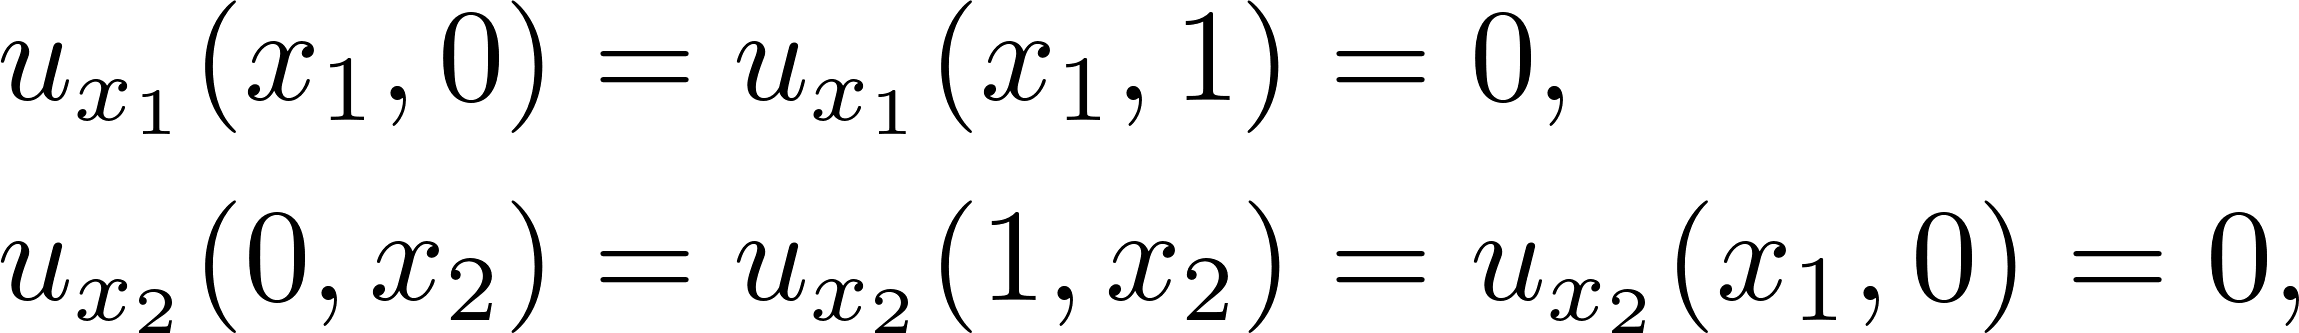 u_{x_1}(x_1, 0) = u_{x_1}(x_1, 1) = 0,
u_{x_2}(0, x_2) = u_{x_2}(1, x_2) = u_{x_2}(x_1, 0) = 0,